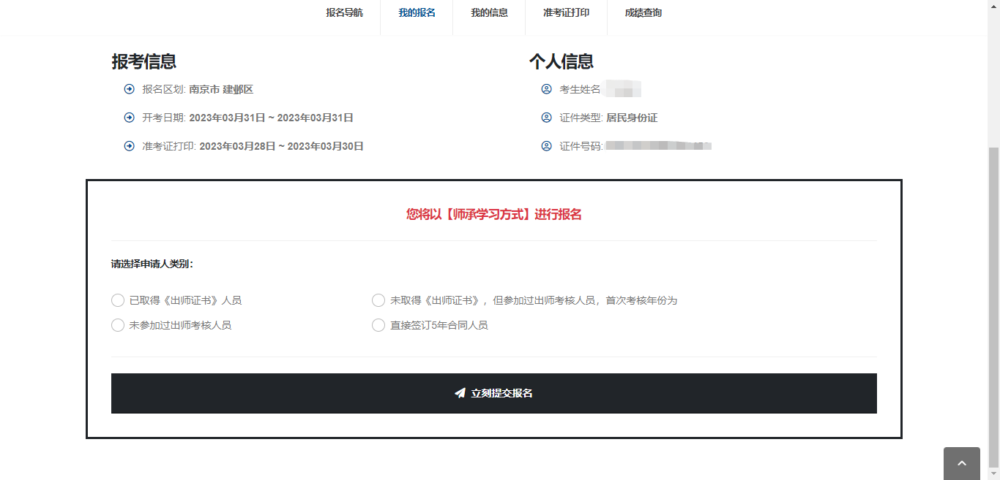 报名导航 我的报名 我的信息 准考证打印 成绩查询
报考信息
报名区划: 南京市 建邺区
开考日期: 2023年03月31日 ~ 2023年03月31日
准考证打印: 2023年03月28日 ~ 2023年03月30日
个人信息
考生姓名
证件类型: 居民身份证
证件号码:
您将以【师承学习方式】进行报名
请选择申请人类别：
已取得《出师证书》人员
未取得《出师证书》，但参加过出师考核人员，首次考核年份为
未参加过出师考核人员
直接签订5年合同人员
立刻提交报名